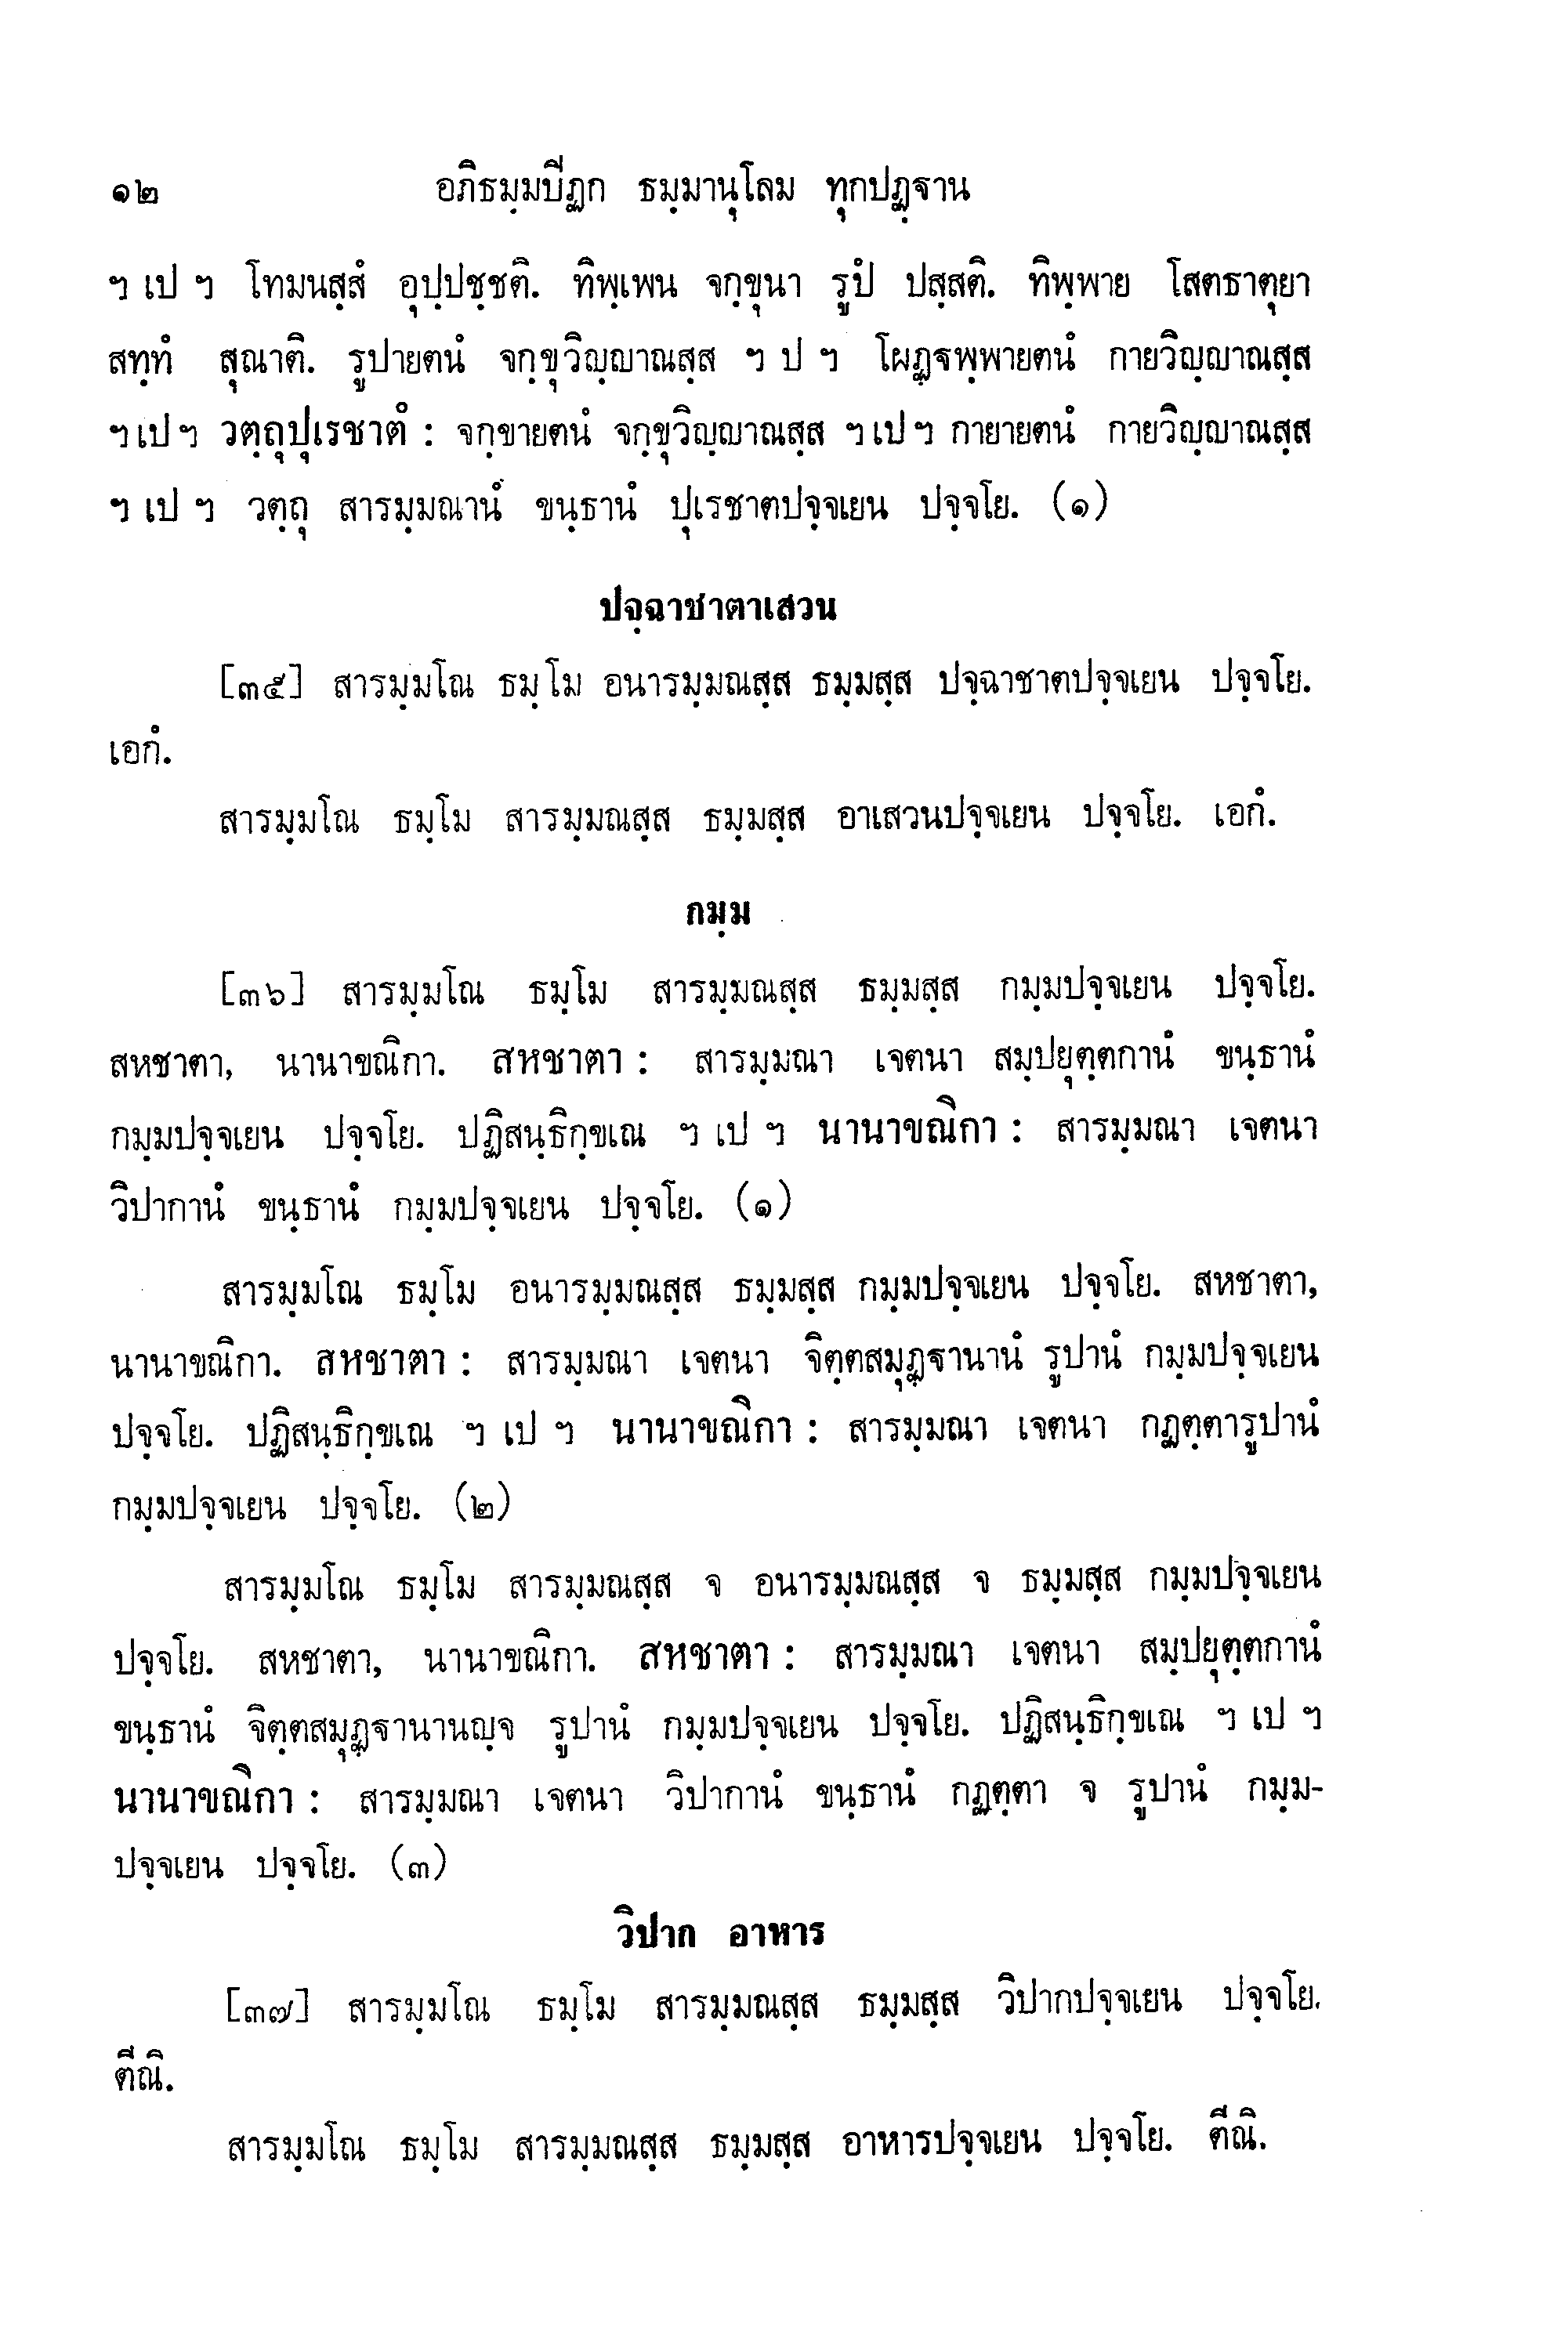 ๑๒ อภิธมฺมปีฏก ธมฺมานุโลม ทุกปฏฺฐาน
ฯ เป ฯ โทมนสฺสํ อุปฺปชฺชติ. ทิพฺเพน จกฺขุนา รูปํ ปสฺสติ. ทิพฺพาย โสตธาตุยา
สทฺทํ สุณาติ. รูปายตนํ จกฺขุวิญฺญาณสฺส ฯ ป ฯ โผฏฺฐพฺพายตนํ กายวิญฺญาณสฺส
ฯ เป ฯ วตฺถุปุเรชาตํ : จกฺขายตนํ จกฺขุวิญฺญาณสฺส ฯ เป ฯ กายายตนํ กายวิญฺญาณสฺส
ฯ เป ฯ วตฺถุ สารมฺมณานํ ขนฺธานํ ปุเรชาตปจฺจเยน ปจฺจโย. (๑)
ปจฺฉาชาตาเสวน
[๓๕] สารมฺมโณ ธมฺโม อนารมฺมณสฺส ธมฺมสฺส ปจฺฉาชาตปจฺจเยน ปจฺจโย.
เอกํ.
สารมฺมโณ ธมฺโม สารมฺมณสฺส ธมฺมสฺส อาเสวนปจฺจเยน ปจฺจโย. เอกํ.
กมฺม
[๓๖] สารมฺมโณ ธมฺโม สารมฺมณสฺส ธมฺมสฺส กมฺมปจฺจเยน ปจฺจโย.
สหชาตา, นานาขณิกา. สหชาตา : สารมฺมณา เจตนา สมฺปยุตฺตกานํ ขนฺธานํ
กมฺมปจฺจเยน ปจฺจโย. ปฏิสนฺธิกฺขเณ ฯ เป ฯ นานาขณิกา : สารมฺมณา เจตนา
วิปากานํ ขนฺธานํ กมฺมปจฺจเยน ปจฺจโย. (๑)
สารมฺมโณ ธมฺโม อนารมฺมณสฺส ธมฺมสฺส กมฺมปจฺจเยน ปจฺจโย. สหชาตา,
นานาขณิกา. สหชาตา : สารมฺมณา เจตนา จิตฺตสมุฏฺฐานานํ รูปานํ กมฺมปจฺจเยน
ปจฺจโย. ปฏิสนฺธิกฺขเณ ฯ เป ฯ นานาขณิกา : สารมฺมณา เจตนา กฏตฺตารูปานํ
กมฺมปจฺจเยน ปจฺจโย. (๒)
สารมฺมโณ ธมฺโม สารมฺมณสฺส จ อนารมฺมณสฺส จ ธมฺมสฺส กมฺมปจฺจเยน
ปจฺจโย. สหชาตา, นานาขณิกา. สหชาตา : สารมฺมณา เจตนา สมฺปยุตฺตกานํ
ขนฺธานํ จิตฺตสมุฏฺฐานานญฺจ รูปานํ กมฺมปจฺจเยน ปจฺจโย. ปฏิสนฺธิกฺขเณ ฯ เป ฯ
นานาขณิกา : สารมฺมณา เจตนา วิปากานํ ขนฺธานํ กฏตฺตา จ รูปานํ กมฺม-
ปจฺจเยน ปจฺจโย. (๓)
วิปาก อาหาร
[๓๗] สารมฺมโณ ธมฺโม สารมฺมณสฺส ธมฺมสฺส วิปากปจฺจเยน ปจฺจโย.
ตีณิ.
สารมฺมโณ ธมฺโม สารมฺมณสฺส ธมฺมสฺส อาหารปจฺจเยน ปจฺจโย. ตีณิ.